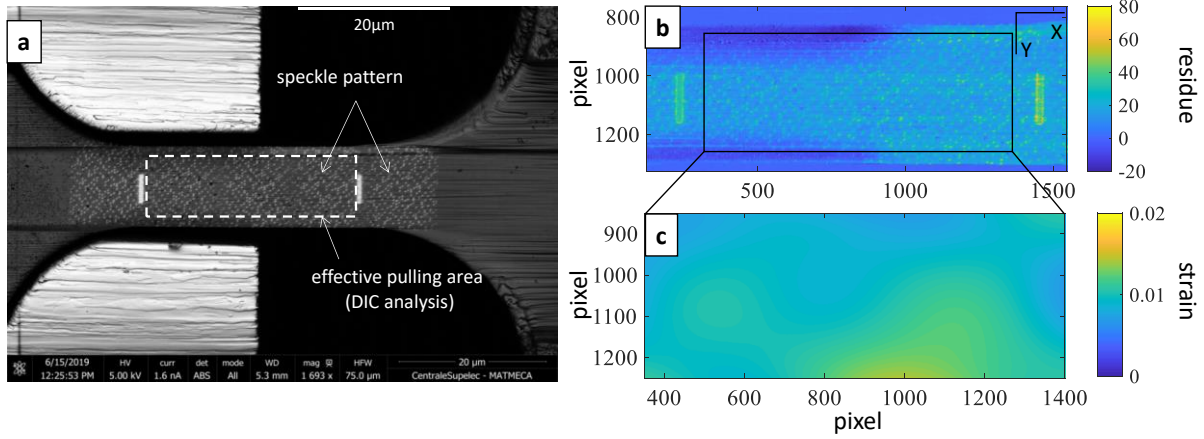 a
20µm
speckle pattern
effective pulling area
(DIC analysis)
6/15/2019 HV curr det mode WD mag HFW 20 µm
12:25:53 PM 5.00 kV 1.6 nA ABS All 5.3 mm 1 693 x 75.0 µm CentraleSupelec - MATMECA
b
800
1000
1200
pixel
500 1000 1500
X
Y
80
60
40
20
0
-20
residue
c
900
1000
1100
1200
pixel
400 600 800 1000 1200 1400
pixel
0.02
0.01
0
strain